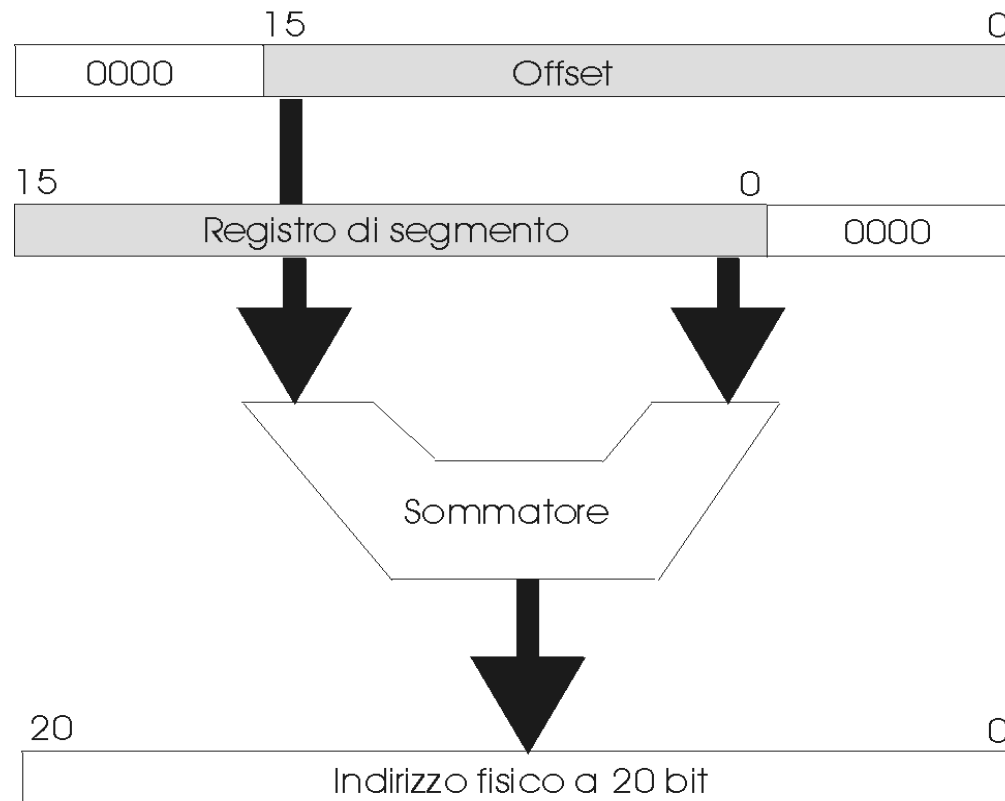 15 0
0000 Offset
15 0
Registro di segmento 0000
Sommatore
20 0
Indirizzo fisico a 20 bit